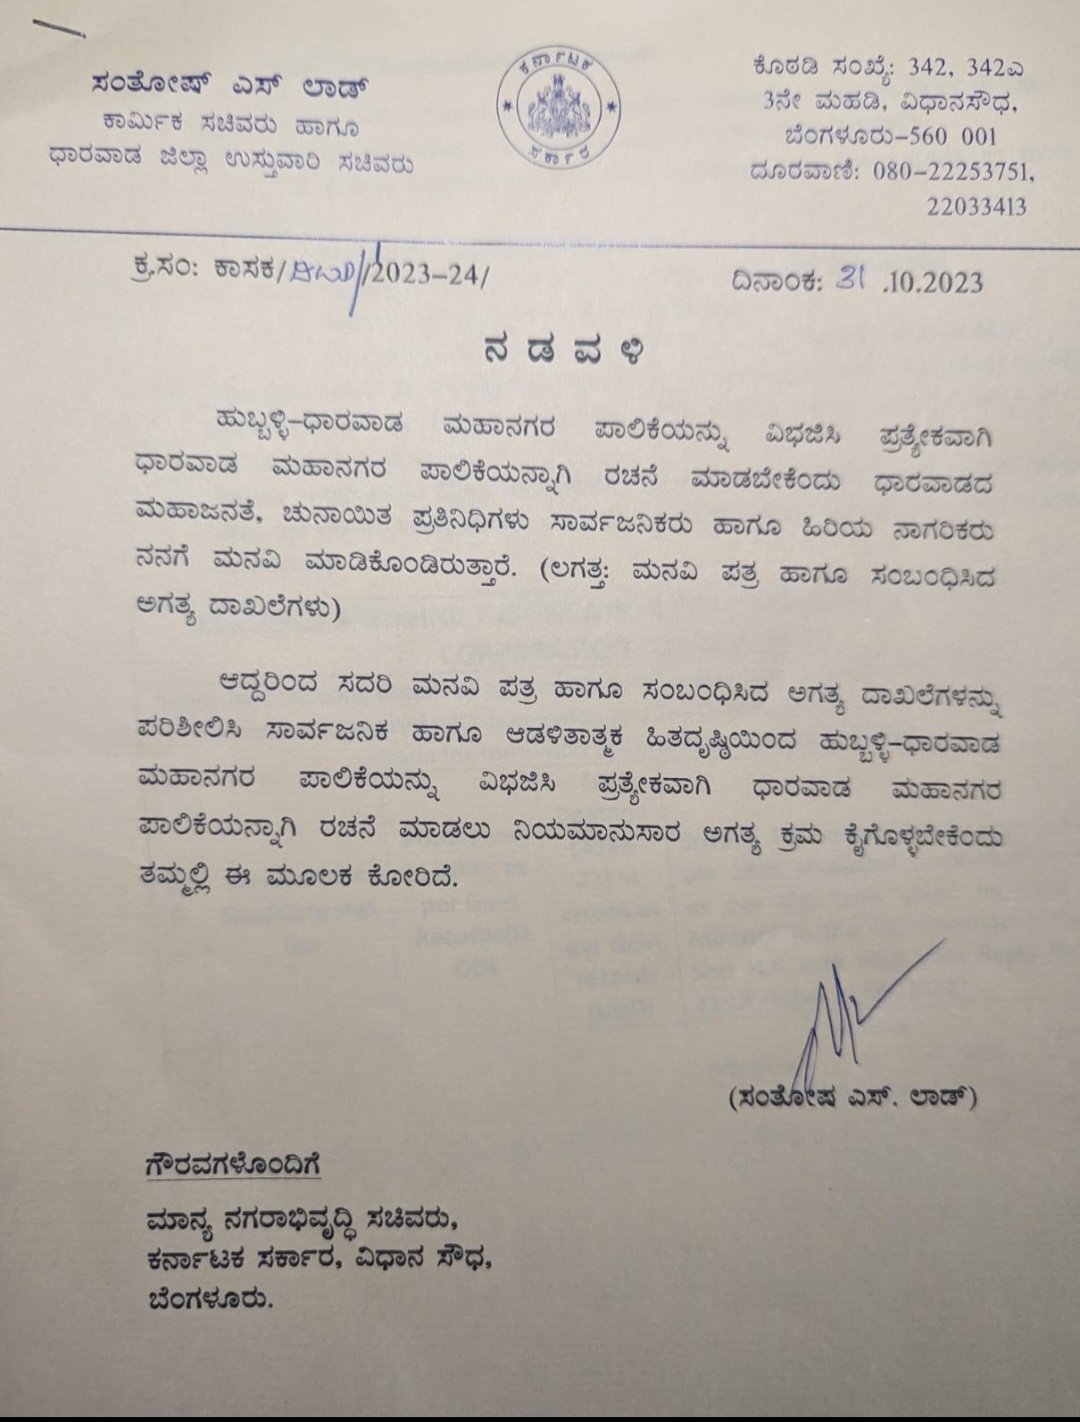 ಸಂತೋಷ್ ಎಸ್ ಲಾಡ್
ಕಾರ್ಮಿಕ ಸಚಿವರು ಹಾಗೂ
ಧಾರವಾಡ ಜಿಲ್ಲಾ ಉಸ್ತುವಾರಿ ಸಚಿವರು
ಕರ್ನಾಟಕ
ಸರ್ಕಾರ
ಕೊಠಡಿ ಸಂಖ್ಯೆ: 342, 342ಎ
3ನೇ ಮಹಡಿ, ವಿಧಾನಸೌಧ,
ಬೆಂಗಳೂರು-560 001
ದೂರವಾಣಿ: 080-22253751,
22033413
ಕ್ರ.ಸಂ: ಕಾಸಕ/ /2023-24/
ದಿನಾಂಕ: 31 .10.2023
ನ ಡ ವ ಳಿ
ಹುಬ್ಬಳ್ಳಿ-ಧಾರವಾಡ ಮಹಾನಗರ ಪಾಲಿಕೆಯನ್ನು ವಿಭಜಿಸಿ ಪ್ರತ್ಯೇಕವಾಗಿ
ಧಾರವಾಡ ಮಹಾನಗರ ಪಾಲಿಕೆಯನ್ನಾಗಿ ರಚನೆ ಮಾಡಬೇಕೆಂದು ಧಾರವಾಡದ
ಮಹಾಜನತೆ, ಚುನಾಯಿತ ಪ್ರತಿನಿಧಿಗಳು ಸಾರ್ವಜನಿಕರು ಹಾಗೂ ಹಿರಿಯ ನಾಗರಿಕರು
ನನಗೆ ಮನವಿ ಮಾಡಿಕೊಂಡಿರುತ್ತಾರೆ. (ಲಗತ್ತ: ಮನವಿ ಪತ್ರ ಹಾಗೂ ಸಂಬಂಧಿಸಿದ
ಅಗತ್ಯ ದಾಖಲೆಗಳು)
ಆದ್ದರಿಂದ ಸದರಿ ಮನವಿ ಪತ್ರ ಹಾಗೂ ಸಂಬಂಧಿಸಿದ ಅಗತ್ಯ ದಾಖಲೆಗಳನ್ನು
ಪರಿಶೀಲಿಸಿ ಸಾರ್ವಜನಿಕ ಹಾಗೂ ಆಡಳಿತಾತ್ಮಕ ಹಿತದೃಷ್ಠಿಯಿಂದ ಹುಬ್ಬಳ್ಳಿ-ಧಾರವಾಡ
ಮಹಾನಗರ ಪಾಲಿಕೆಯನ್ನು ವಿಭಜಿಸಿ ಪ್ರತ್ಯೇಕವಾಗಿ ಧಾರವಾಡ ಮಹಾನಗರ
ಪಾಲಿಕೆಯನ್ನಾಗಿ ರಚನೆ ಮಾಡಲು ನಿಯಮಾನುಸಾರ ಅಗತ್ಯ ಕ್ರಮ ಕೈಗೊಳ್ಳಬೇಕೆಂದು
ತಮ್ಮಲ್ಲಿ ಈ ಮೂಲಕ ಕೋರಿದೆ.
(ಸಂತೋಷ ಎಸ್. ಲಾಡ್)
ಗೌರವಗಳೊಂದಿಗೆ
ಮಾನ್ಯ ನಗರಾಭಿವೃದ್ಧಿ ಸಚಿವರು,
ಕರ್ನಾಟಕ ಸರ್ಕಾರ, ವಿಧಾನ ಸೌಧ,
ಬೆಂಗಳೂರು.